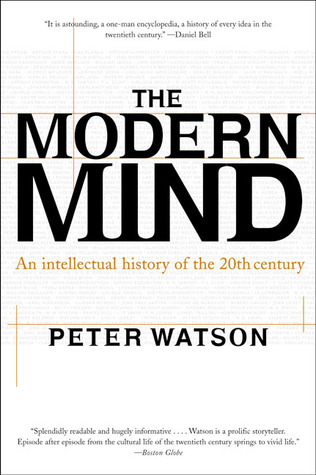 "It is astounding, a one-man encyclopedia, a history of every idea in the
twentieth century." —Daniel Bell
THE
MODERN
MIND
An intellectual history of the 20th century
PETER WATSON
"Splendidly readable and hugely informative . . . . Watson is a prolific storyteller.
Episode after episode from the cultural life of the twentieth century springs to vivid life."
—Boston Globe